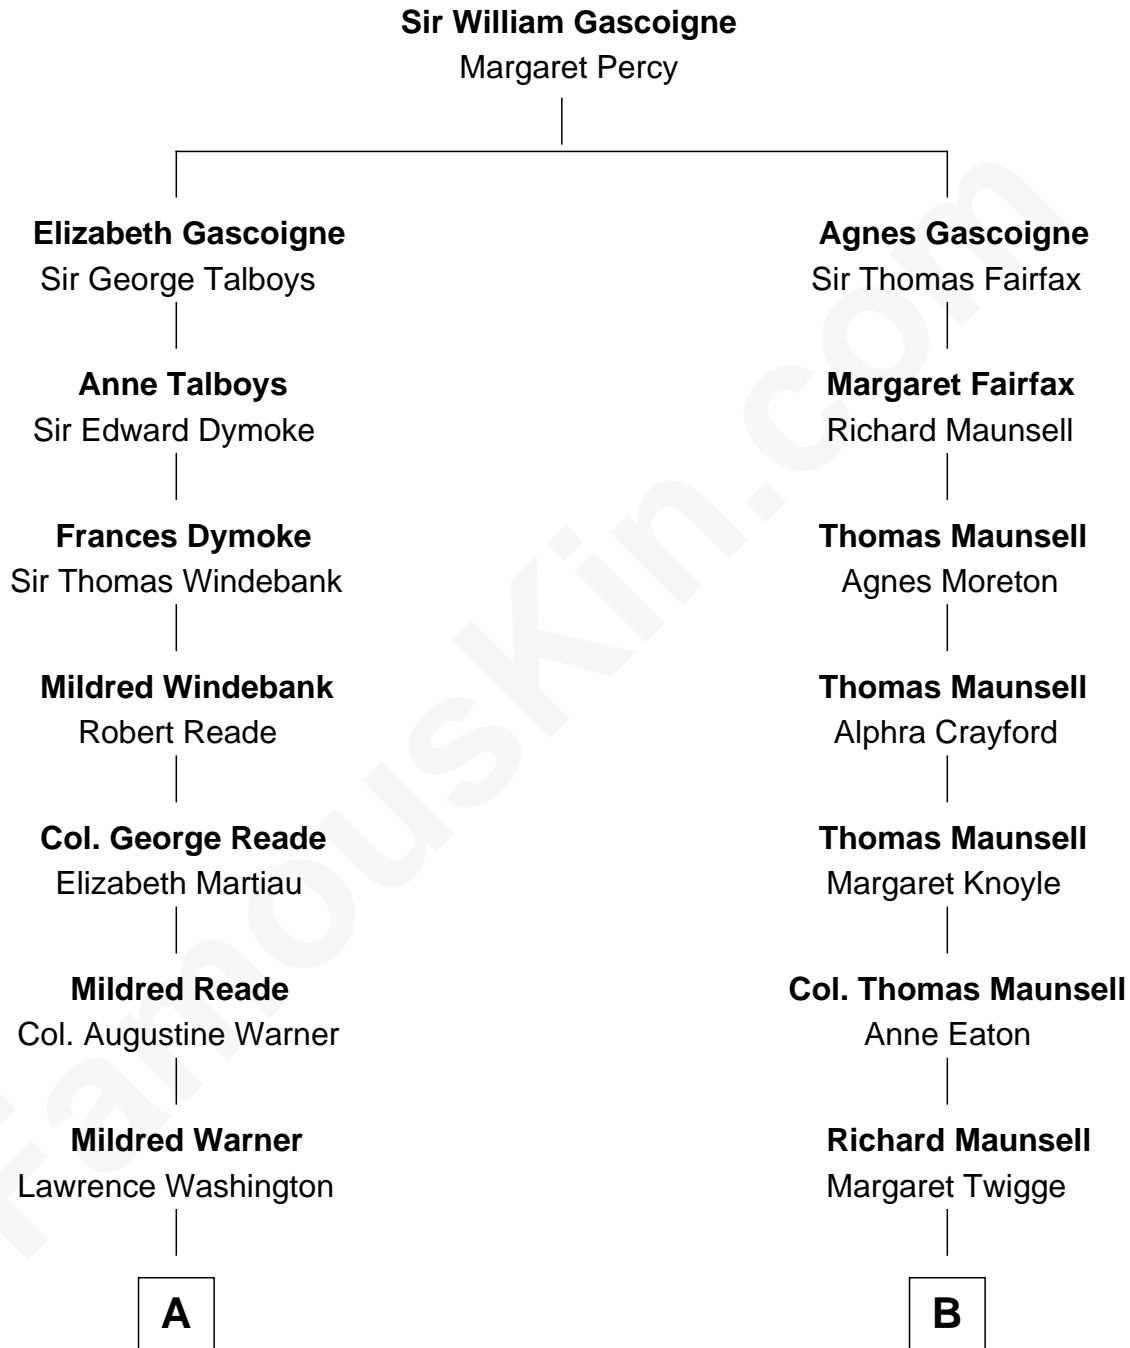 Sir William Gascoigne
Margaret Percy
Elizabeth Gascoigne
Sir George Talboys
Agnes Gascoigne
Sir Thomas Fairfax
Anne Talboys
Sir Edward Dymoke
Margaret Fairfax
Richard Maunsell
Frances Dymoke
Sir Thomas Windebank
Thomas Maunsell
Agnes Moreton
Mildred Windebank
Robert Reade
Thomas Maunsell
Alphra Crayford
Col. George Reade
Elizabeth Martiau
Thomas Maunsell
Margaret Knoyle
Mildred Reade
Col. Augustine Warner
Col. Thomas Maunsell
Anne Eaton
Mildred Warner
Lawrence Washington
Richard Maunsell
Margaret Twigge
A
B
FamousKin.com